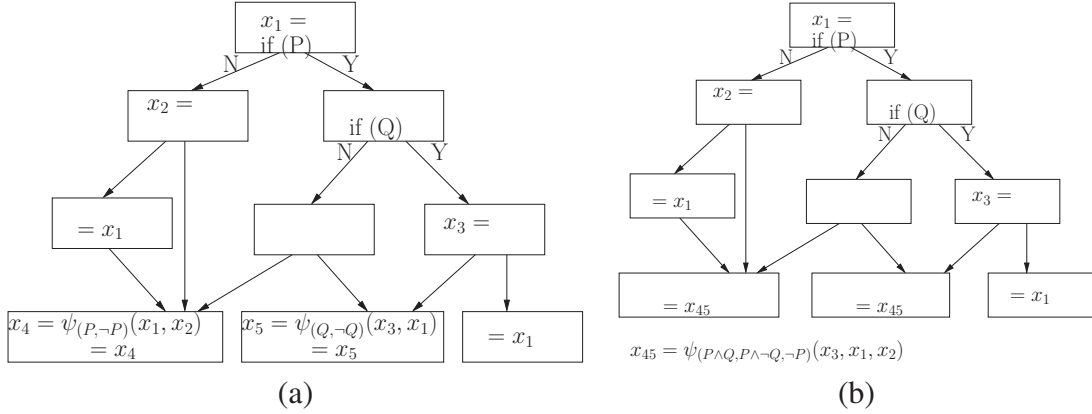 x₁ =
if (P)
N Y
x₂ =
if (Q)
N Y
= x₁
x₃ =
x₄ = ψ₍P,¬P₎(x₁, x₂)
= x₄
x₅ = ψ₍Q,¬Q₎(x₃, x₁)
= x₅
= x₁
(a)
x₁ =
if (P)
N Y
x₂ =
if (Q)
N Y
= x₁
x₃ =
= x₄₅
= x₄₅
= x₁
x₄₅ = ψ₍P∧Q,P∧¬Q,¬P₎(x₃, x₁, x₂)
(b)